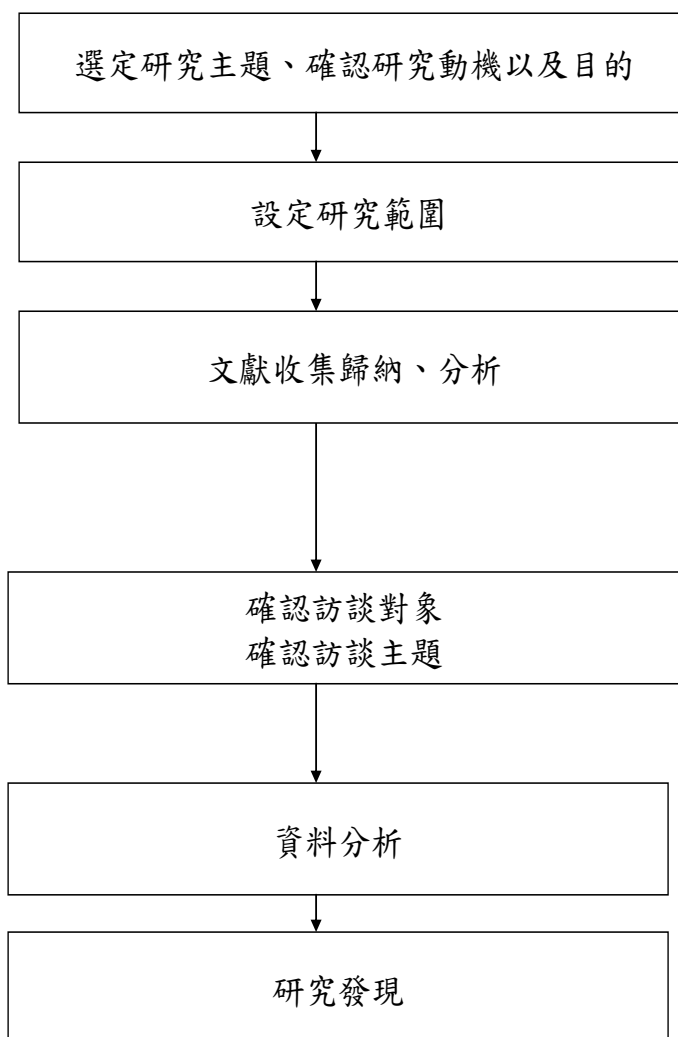 選定研究主題、確認研究動機以及目的
設定研究範圍
文獻收集歸納、分析
確認訪談對象
確認訪談主題
資料分析
研究發現